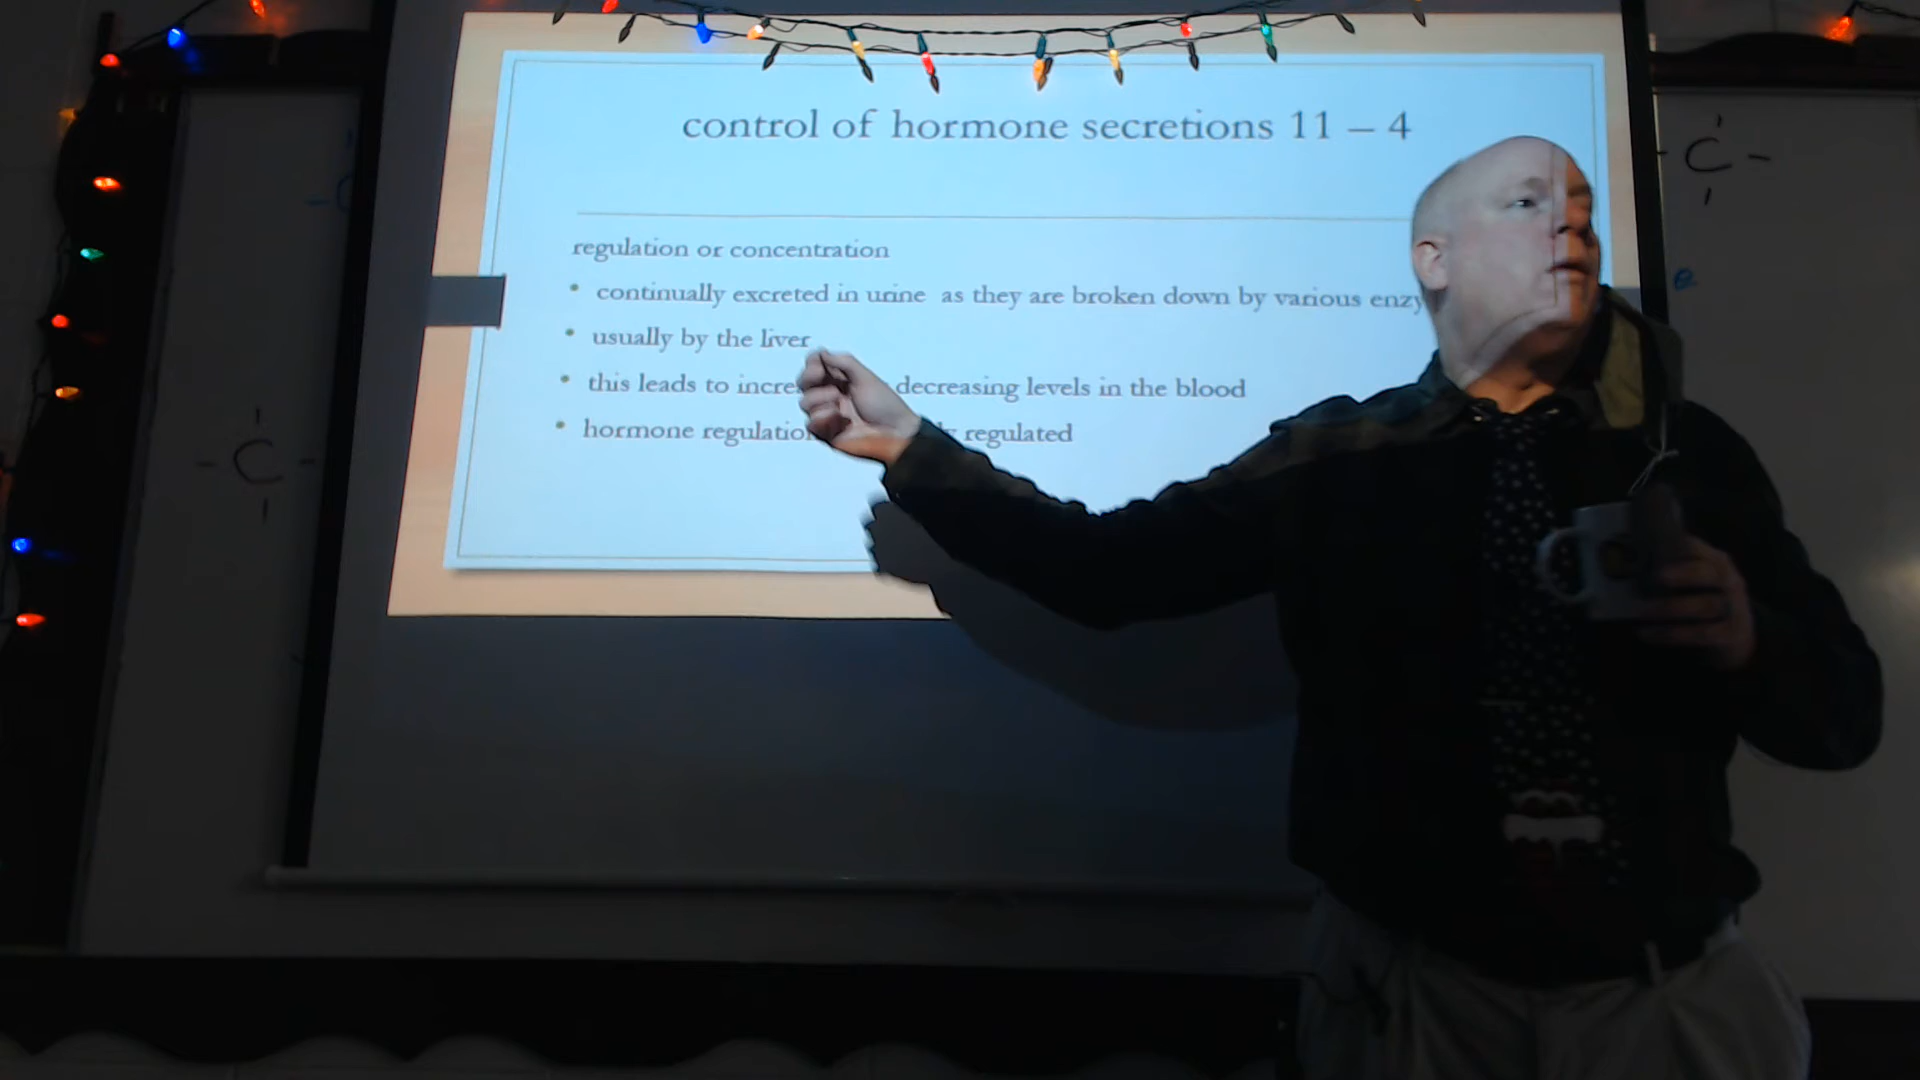 control of hormone secretions 11 – 4
regulation or concentration
• continually excreted in urine as they are broken down by various
• usually by the liver
• this leads to decreasing levels in the blood
• hormone regulated
- C -
- C -
e